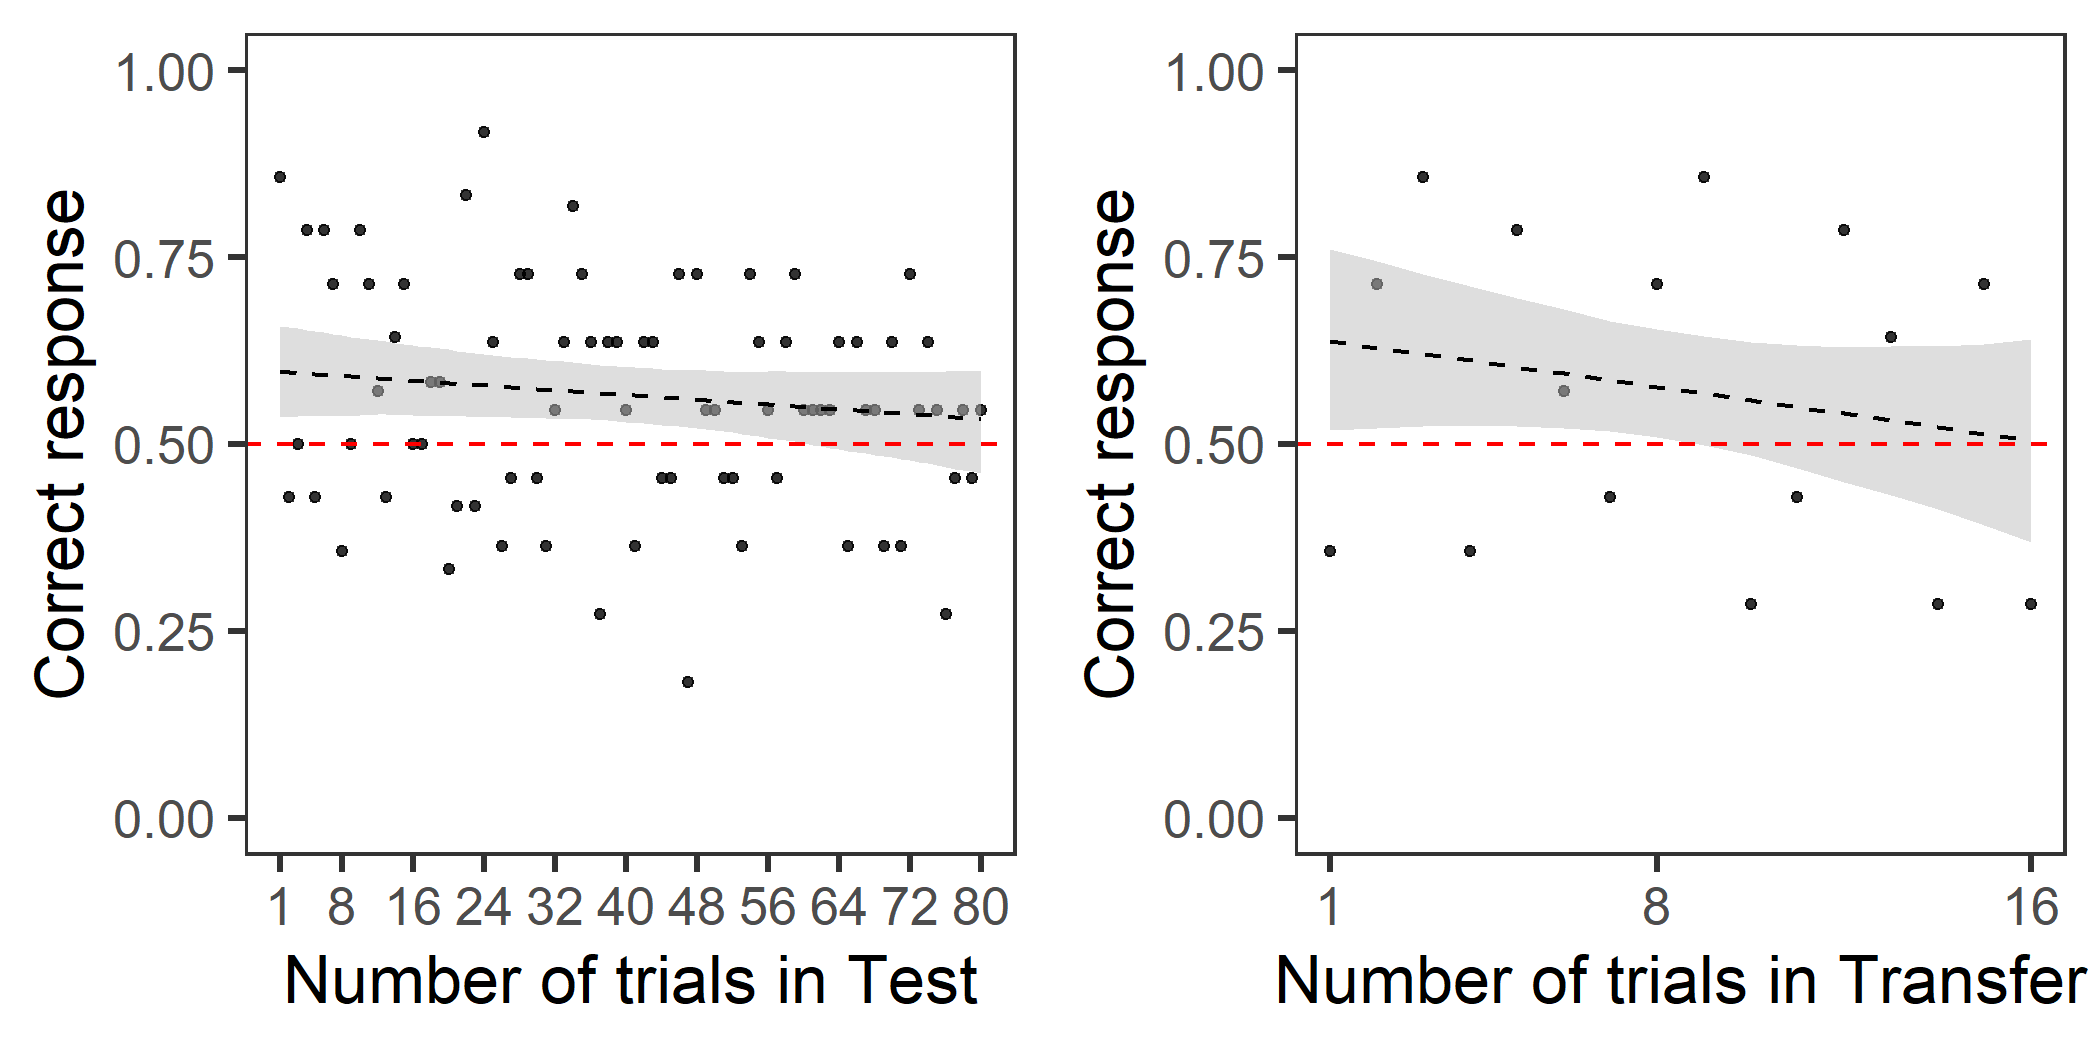 Correct response
1.00
0.75
0.50
0.25
0.00
1 8 16 24 32 40 48 56 64 72 80
Number of trials in Test
Correct response
1.00
0.75
0.50
0.25
0.00
1 8 16
Number of trials in Transfer